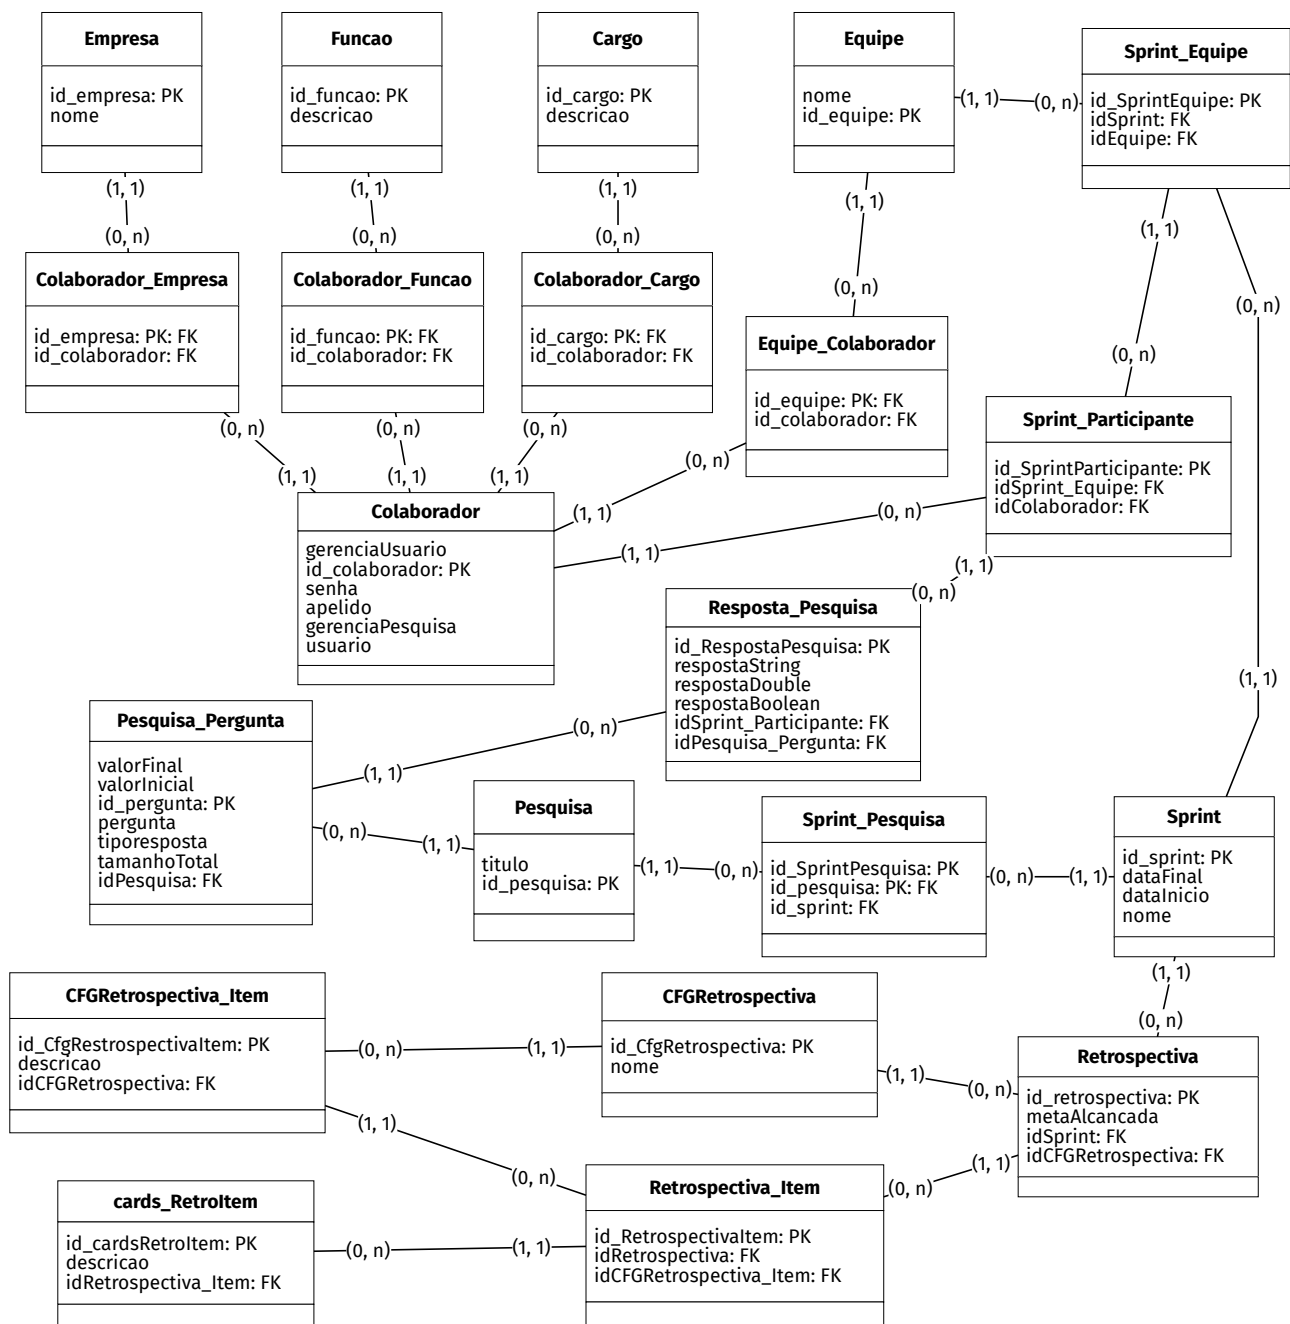 Empresa
id_empresa: PK
nome
Funcao
id_funcao: PK
descricao
Cargo
id_cargo: PK
descricao
Equipe
nome
id_equipe: PK
Sprint_Equipe
id_SprintEquipe: PK
idSprint: FK
idEquipe: FK
(1, 1)
(0, n)
(1, 1)
(0, n)
(1, 1)
(0, n)
(1, 1)
(0, n)
(1, 1)
(0, n)
(1, 1)
(0, n)
(0, n)
(1, 1)
Colaborador_Empresa
id_empresa: PK: FK
id_colaborador: FK
Colaborador_Funcao
id_funcao: PK: FK
id_colaborador: FK
Colaborador_Cargo
id_cargo: PK: FK
id_colaborador: FK
Equipe_Colaborador
id_equipe: PK: FK
id_colaborador: FK
Sprint_Participante
id_SprintParticipante: PK
idSprint_Equipe: FK
idColaborador: FK
(0, n)
(1, 1)
(0, n)
(1, 1)
(0, n)
(1, 1)
(0, n)
(1, 1)
(0, n)
(1, 1)
(1, 1)
(0, n)
Colaborador
gerenciaUsuario
id_colaborador: PK
senha
apelido
gerenciaPesquisa
usuario
Resposta_Pesquisa
id_RespostaPesquisa: PK
respostaString
respostaDouble
respostaBoolean
idSprint_Participante: FK
idPesquisa_Pergunta: FK
(0, n)
(1, 1)
Pesquisa_Pergunta
valorFinal
valorInicial
id_pergunta: PK
pergunta
tiporesposta
tamanhoTotal
idPesquisa: FK
(0, n)
(1, 1)
Pesquisa
titulo
id_pesquisa: PK
(1, 1)
(0, n)
Sprint_Pesquisa
id_SprintPesquisa: PK
id_pesquisa: PK: FK
id_sprint: FK
(0, n)
(1, 1)
Sprint
id_sprint: PK
dataFinal
dataInicio
nome
(1, 1)
(0, n)
CFGRetrospectiva_Item
id_CfgRestrospectivaItem: PK
descricao
idCFGRetrospectiva: FK
(0, n)
(1, 1)
CFGRetrospectiva
id_CfgRetrospectiva: PK
nome
(1, 1)
(0, n)
Retrospectiva
id_retrospectiva: PK
metaAlcancada
idSprint: FK
idCFGRetrospectiva: FK
(1, 1)
(0, n)
(1, 1)
(0, n)
cards_RetroItem
id_cardsRetroItem: PK
descricao
idRetrospectiva_Item: FK
(0, n)
(1, 1)
Retrospectiva_Item
id_RetrospectivaItem: PK
idRetrospectiva: FK
idCFGRetrospectiva_Item: FK